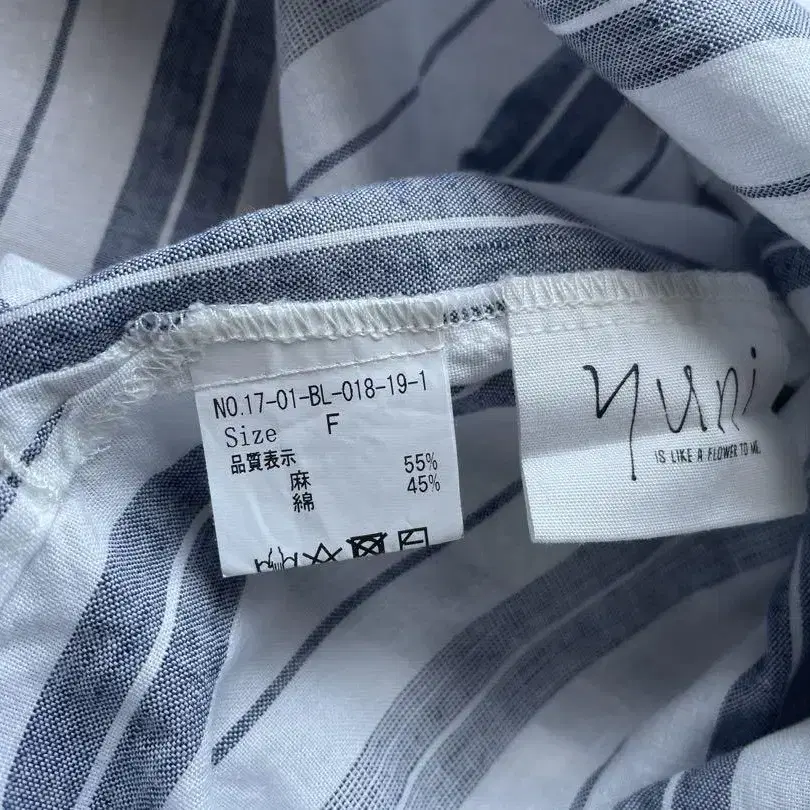 NO.17-01-BL-018-19-1
Size F
品質表示
麻 55%
綿 45%
yuni
IS LIKE A FLOWER TO ME.